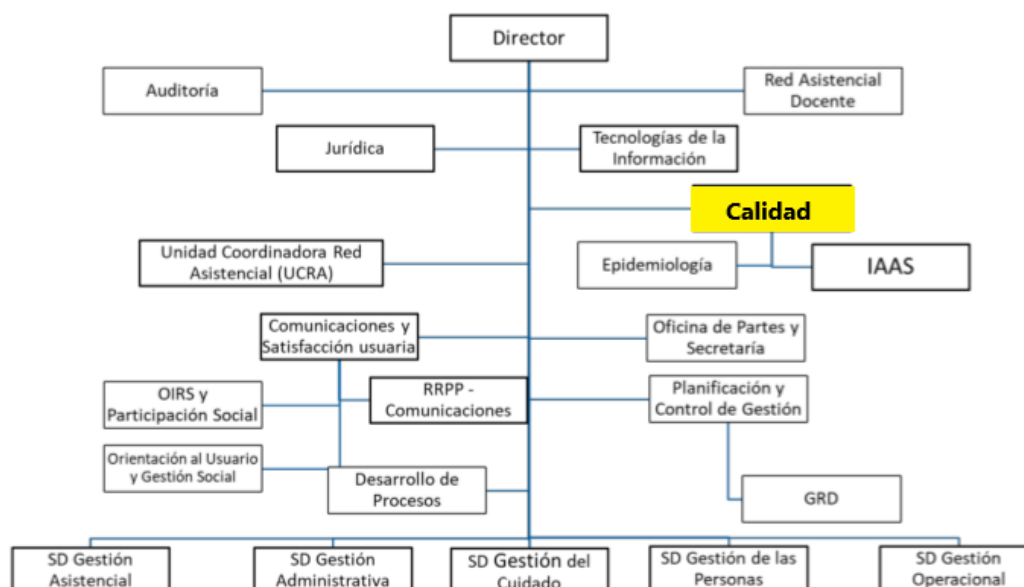 Director
Auditoría
Red Asistencial
Docente
Jurídica
Tecnologías de la
Información
Calidad
Unidad Coordinadora Red
Asistencial (UCRA)
Epidemiología
IAAS
Comunicaciones y
Satisfacción usuaria
Oficina de Partes y
Secretaría
OIRS y
Participación Social
RRPP -
Comunicaciones
Planificación y
Control de Gestión
Orientación al Usuario
y Gestión Social
Desarrollo de
Procesos
GRD
SD Gestión
Asistencial
SD Gestión
Administrativa
SD Gestión del
Cuidado
SD Gestión de las
Personas
SD Gestión
Operacional